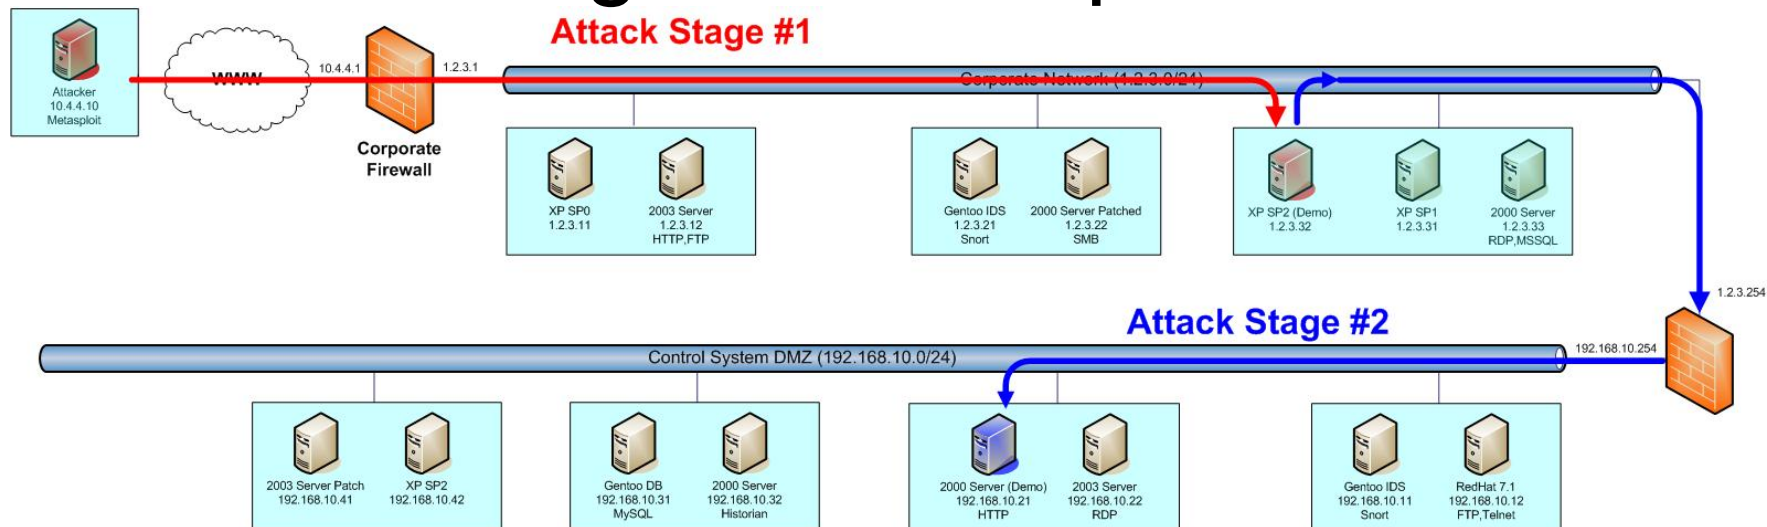 Attack Stage #1
Attacker
10.4.4.10
Metasploit
WWW
10.4.4.1
1.2.3.1
Corporate
Firewall
Corporate Network (1.2.3.0/24)
XP SP0
1.2.3.11
2003 Server
1.2.3.12
HTTP,FTP
Gentoo IDS
1.2.3.21
Snort
2000 Server Patched
1.2.3.22
SMB
XP SP2 (Demo)
1.2.3.32
XP SP1
1.2.3.31
2000 Server
1.2.3.33
RDP,MSSQL
1.2.3.254
Attack Stage #2
Control System DMZ (192.168.10.0/24)
192.168.10.254
2003 Server Patch
192.168.10.41
XP SP2
192.168.10.42
Gentoo DB
192.168.10.31
MySQL
2000 Server
192.168.10.32
Historian
2000 Server (Demo)
192.168.10.21
HTTP
2003 Server
192.168.10.22
RDP
Gentoo IDS
192.168.10.11
Snort
RedHat 7.1
192.168.10.12
FTP,Telnet